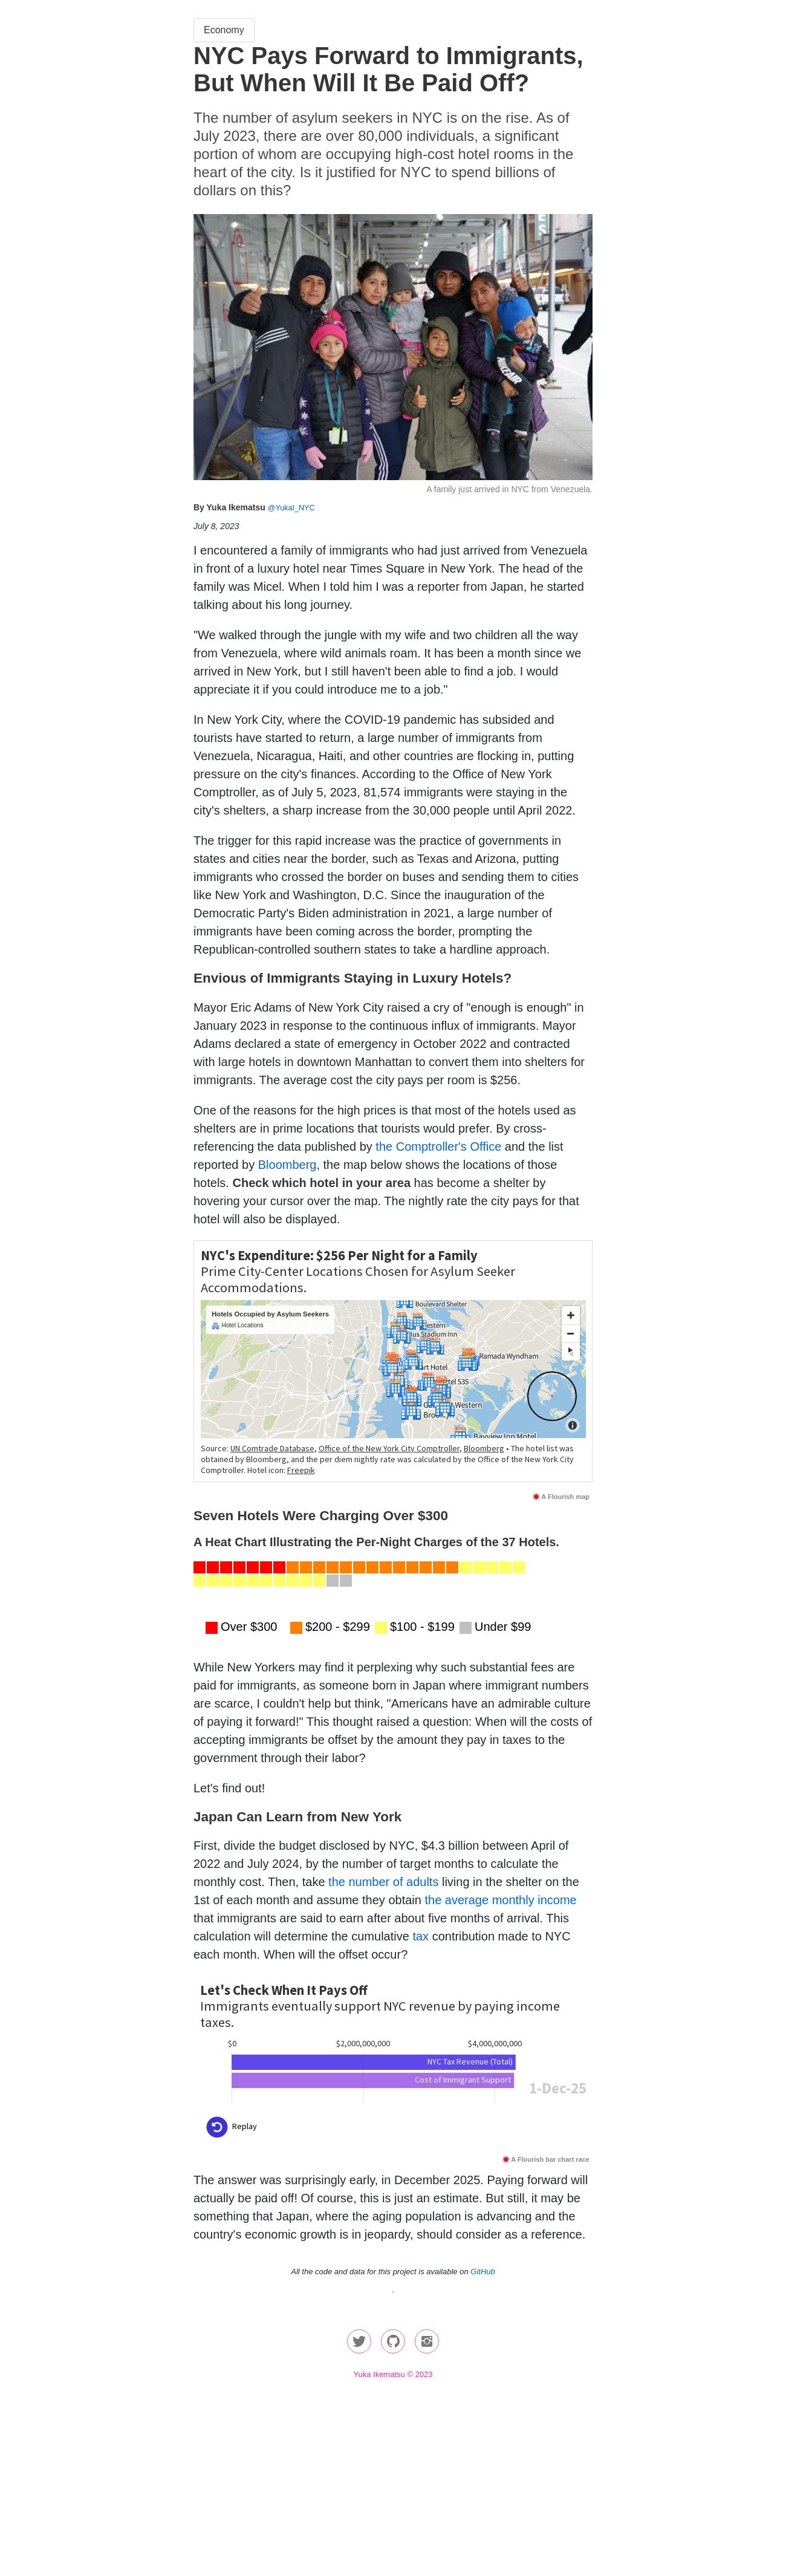 Economy
NYC Pays Forward to Immigrants,
But When Will It Be Paid Off?
The number of asylum seekers in NYC is on the rise. As of
July 2023, there are over 80,000 individuals, a significant
portion of whom are occupying high-cost hotel rooms in the
heart of the city. Is it justified for NYC to spend billions of
dollars on this?
A family just arrived in NYC from Venezuela.
By Yuka Ikematsu @YukaI_NYC
July 8, 2023
I encountered a family of immigrants who had just arrived from Venezuela
in front of a luxury hotel near Times Square in New York. The head of the
family was Micel. When I told him I was a reporter from Japan, he started
talking about his long journey.
"We walked through the jungle with my wife and two children all the way
from Venezuela, where wild animals roam. It has been a month since we
arrived in New York, but I still haven't been able to find a job. I would
appreciate it if you could introduce me to a job."
In New York City, where the COVID-19 pandemic has subsided and
tourists have started to return, a large number of immigrants from
Venezuela, Nicaragua, Haiti, and other countries are flocking in, putting
pressure on the city's finances. According to the Office of New York
Comptroller, as of July 5, 2023, 81,574 immigrants were staying in the
city's shelters, a sharp increase from the 30,000 people until April 2022.
The trigger for this rapid increase was the practice of governments in
states and cities near the border, such as Texas and Arizona, putting
immigrants who crossed the border on buses and sending them to cities
like New York and Washington, D.C. Since the inauguration of the
Democratic Party's Biden administration in 2021, a large number of
immigrants have been coming across the border, prompting the
Republican-controlled southern states to take a hardline approach.
Envious of Immigrants Staying in Luxury Hotels?
Mayor Eric Adams of New York City raised a cry of "enough is enough" in
January 2023 in response to the continuous influx of immigrants. Mayor
Adams declared a state of emergency in October 2022 and contracted
with large hotels in downtown Manhattan to convert them into shelters for
immigrants. The average cost the city pays per room is $256.
One of the reasons for the high prices is that most of the hotels used as
shelters are in prime locations that tourists would prefer. By cross-
referencing the data published by the Comptroller's Office and the list
reported by Bloomberg, the map below shows the locations of those
hotels. Check which hotel in your area has become a shelter by
hovering your cursor over the map. The nightly rate the city pays for that
hotel will also be displayed.
NYC's Expenditure: $256 Per Night for a Family
Prime City-Center Locations Chosen for Asylum Seeker
Accommodations.
Boulevard Shelter
Hotels Occupied by Asylum Seekers
Hotel Locations
Stadium Inn
Ramada Wyndham
Hotel
535
Western
Bayview Inn Motel
Source: UN Comtrade Database, Office of the New York City Comptroller, Bloomberg • The hotel list was
obtained by Bloomberg, and the per diem nightly rate was calculated by the Office of the New York City
Comptroller. Hotel icon: Freepik
A Flourish map
Seven Hotels Were Charging Over $300
A Heat Chart Illustrating the Per-Night Charges of the 37 Hotels.
Over $300 $200 - $299 $100 - $199 Under $99
While New Yorkers may find it perplexing why such substantial fees are
paid for immigrants, as someone born in Japan where immigrant numbers
are scarce, I couldn't help but think, "Americans have an admirable culture
of paying it forward!" This thought raised a question: When will the costs of
accepting immigrants be offset by the amount they pay in taxes to the
government through their labor?
Let's find out!
Japan Can Learn from New York
First, divide the budget disclosed by NYC, $4.3 billion between April of
2022 and July 2024, by the number of target months to calculate the
monthly cost. Then, take the number of adults living in the shelter on the
1st of each month and assume they obtain the average monthly income
that immigrants are said to earn after about five months of arrival. This
calculation will determine the cumulative tax contribution made to NYC
each month. When will the offset occur?
Let's Check When It Pays Off
Immigrants eventually support NYC revenue by paying income
taxes.
$0 $2,000,000,000 $4,000,000,000
NYC Tax Revenue (Total)
Cost of Immigrant Support
1-Dec-25
Replay
A Flourish bar chart race
The answer was surprisingly early, in December 2025. Paying forward will
actually be paid off! Of course, this is just an estimate. But still, it may be
something that Japan, where the aging population is advancing and the
country's economic growth is in jeopardy, should consider as a reference.
All the code and data for this project is available on GitHub
.
Yuka Ikematsu © 2023